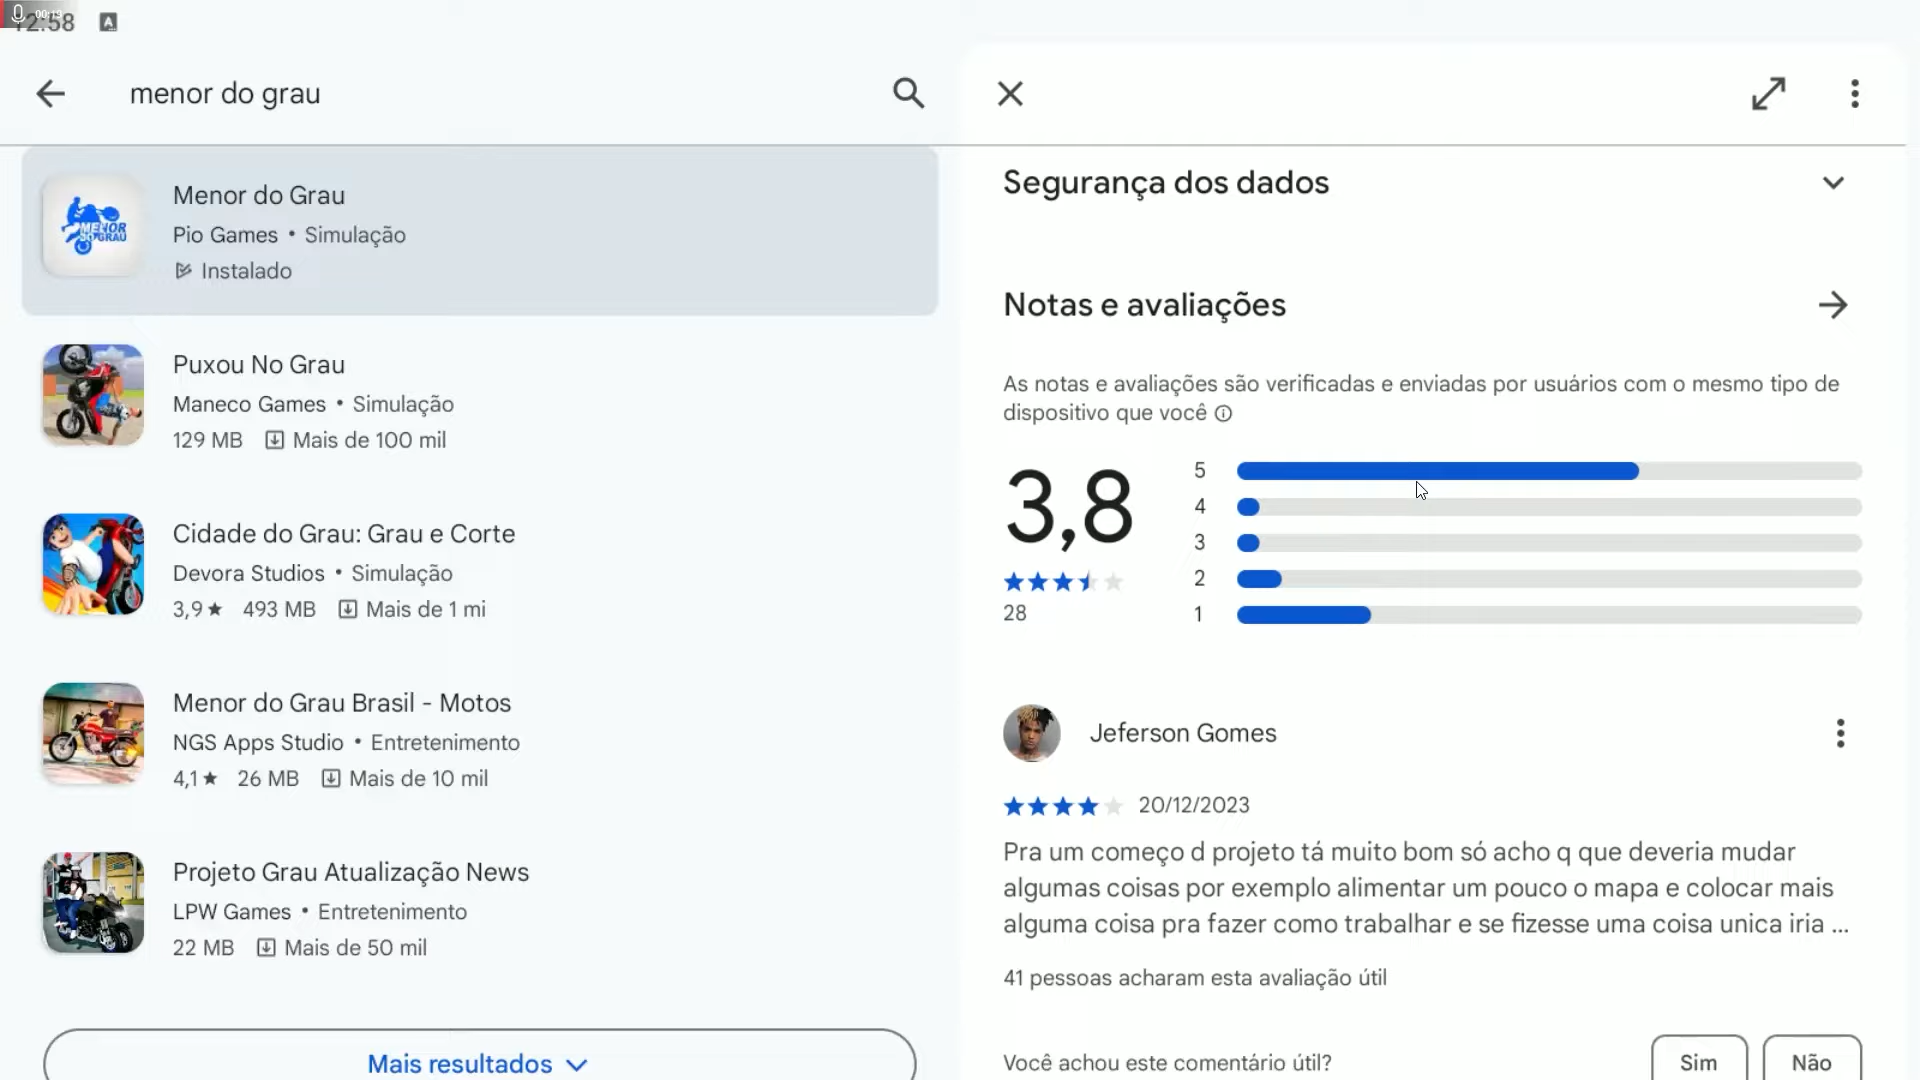 00:19
12:58
A
menor do grau
Menor do Grau
Pio Games • Simulação
Instalado
MENOR
DO GRAU
Puxou No Grau
Maneco Games • Simulação
129 MB Mais de 100 mil
Cidade do Grau: Grau e Corte
Devora Studios • Simulação
3,9 ★ 493 MB Mais de 1 mi
Menor do Grau Brasil - Motos
NGS Apps Studio • Entretenimento
4,1 ★ 26 MB Mais de 10 mil
Projeto Grau Atualização News
LPW Games • Entretenimento
22 MB Mais de 50 mil
Mais resultados
Segurança dos dados
Notas e avaliações
As notas e avaliações são verificadas e enviadas por usuários com o mesmo tipo de
dispositivo que você
3,8
28
5
4
3
2
1
Jeferson Gomes
20/12/2023
Pra um começo d projeto tá muito bom só acho q que deveria mudar
algumas coisas por exemplo alimentar um pouco o mapa e colocar mais
alguma coisa pra fazer como trabalhar e se fizesse uma coisa unica iria ...
41 pessoas acharam esta avaliação útil
Você achou este comentário útil?
Sim
Não